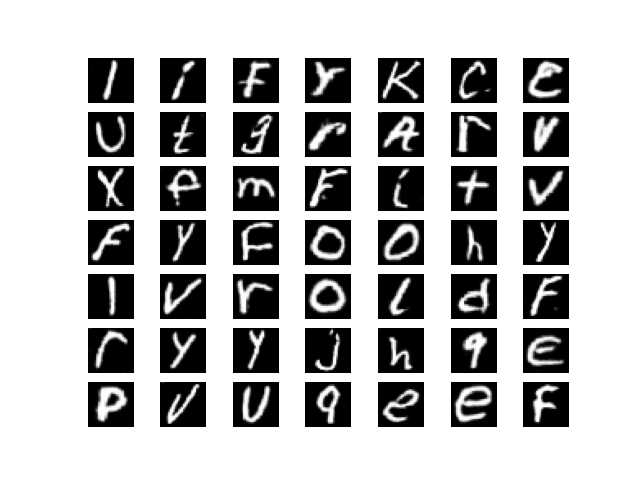 l i F Y K C E
U t g r A r V
X e m F i t V
F y F O O h y
l V r O l d F
r y y j h 9 e
P V U 9 e e F